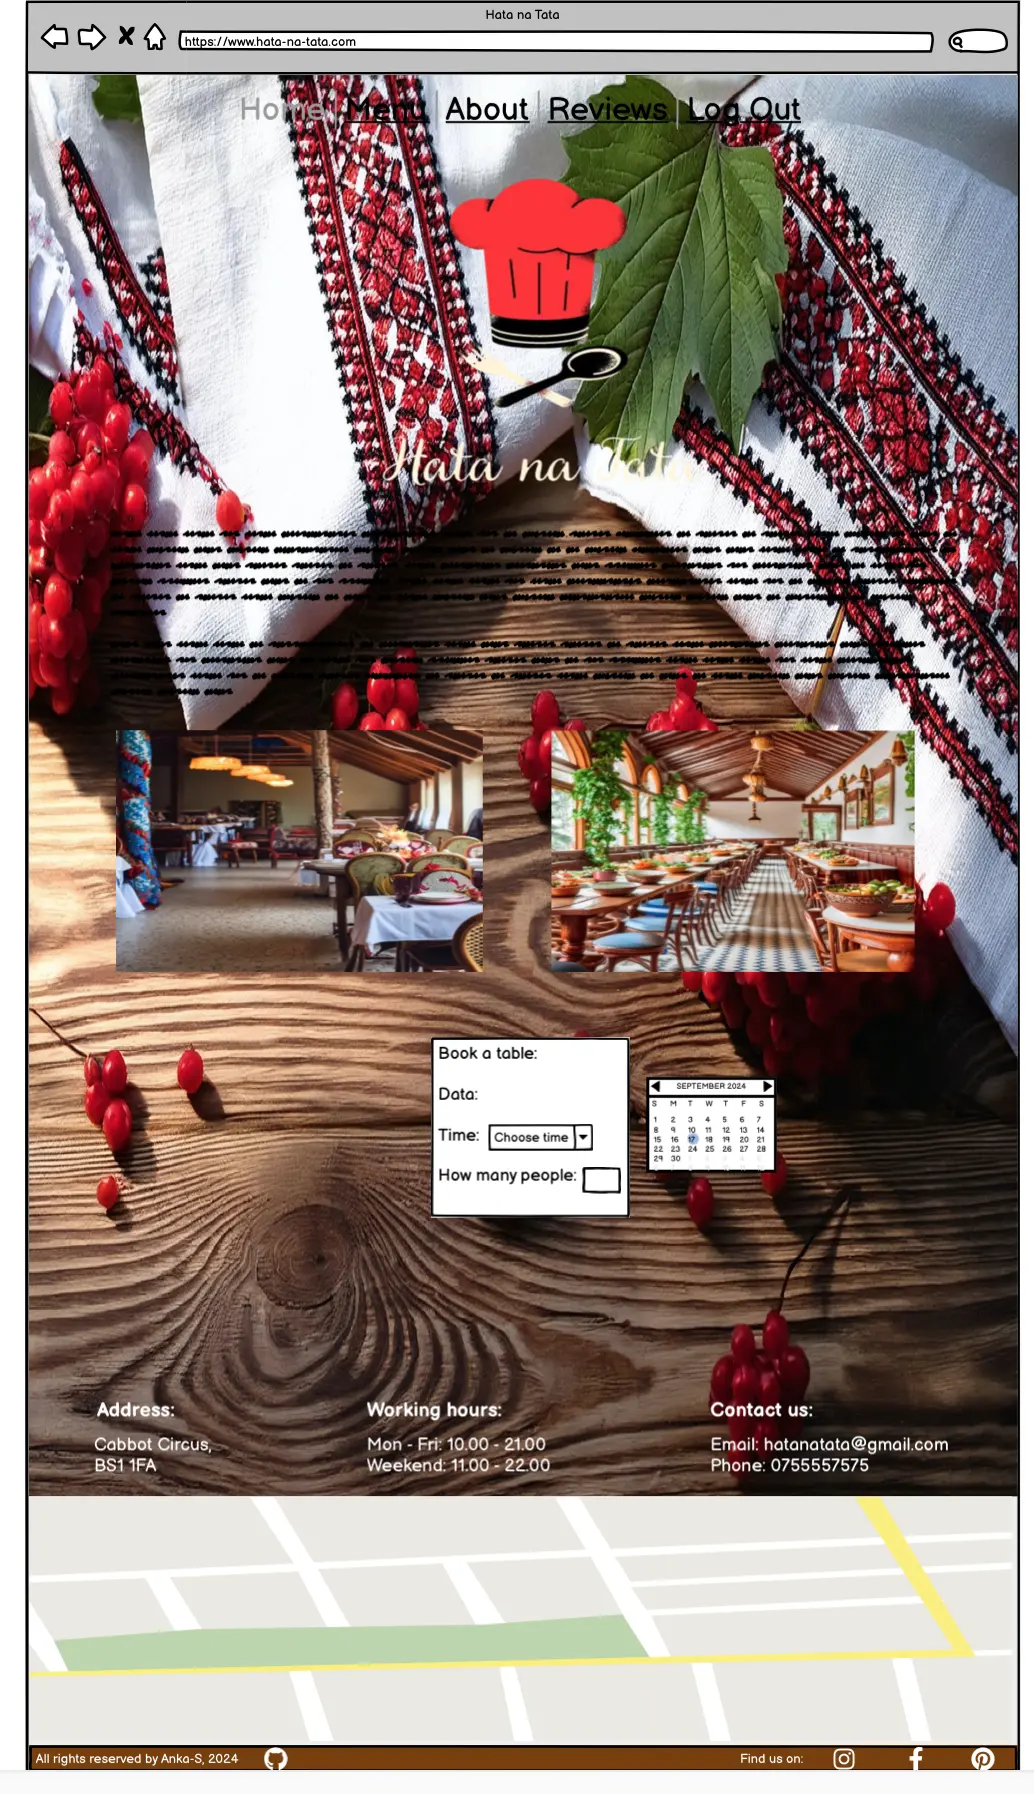 Hata na Tata
https://www.hata-na-tata.com
Home | Menu | About | Reviews | Log Out
Hata na Tata
Book a table:
Data:
Time: Choose time
How many people:
SEPTEMBER 2024
S M T W T F S
1 2 3 4 5 6 7
8 9 10 11 12 13 14
15 16 17 18 19 20 21
22 23 24 25 26 27 28
29 30
Address:
Cabbot Circus,
BS1 1FA
Working hours:
Mon - Fri: 10.00 - 21.00
Weekend: 11.00 - 22.00
Contact us:
Email: hatanatata@gmail.com
Phone: 0755557575
All rights reserved by Anka-S, 2024
Find us on: